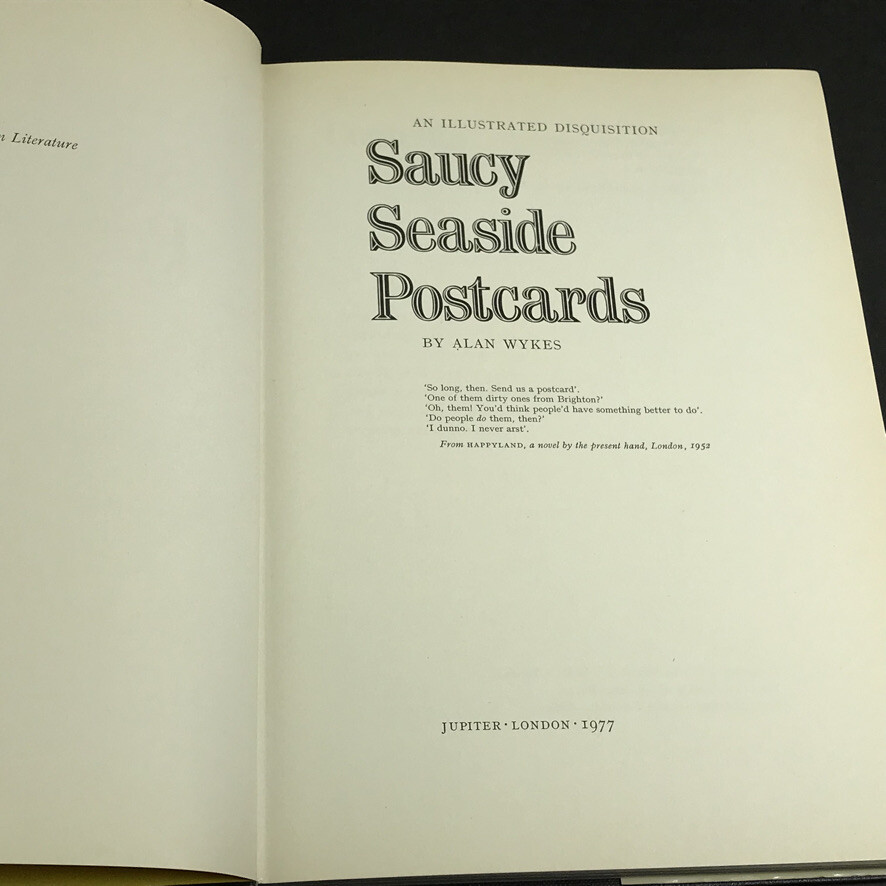 Literature
AN ILLUSTRATED DISQUISITION
Saucy
Seaside
Postcards
BY ALAN WYKES
'So long, then. Send us a postcard'.
'One of them dirty ones from Brighton?'
'Oh, them! You'd think people'd have something better to do'.
'Do people do them, then?'
'I dunno. I never arst'.
From HAPPYLAND, a novel by the present hand, London, 1952
JUPITER · LONDON · 1977